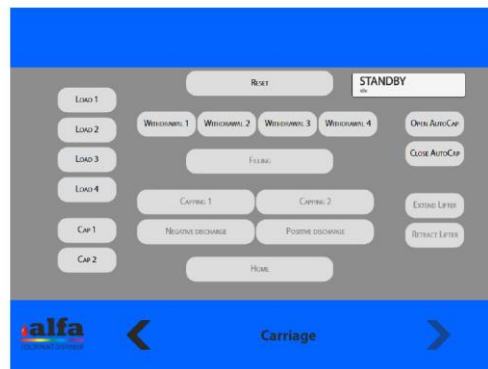 RESET
STANDBY
idle
LOAD 1
LOAD 2
LOAD 3
LOAD 4
CAP 1
CAP 2
WITHDRAWAL 1 WITHDRAWAL 2 WITHDRAWAL 3 WITHDRAWAL 4
FILLING
CAPPING 1 CAPPING 2
NEGATIVE DISCHARGE POSITIVE DISCHARGE
HOME
OPEN AUTOCAP
CLOSE AUTOCAP
EXTEND LIFTER
RETRACT LIFTER
alfa
Carriage